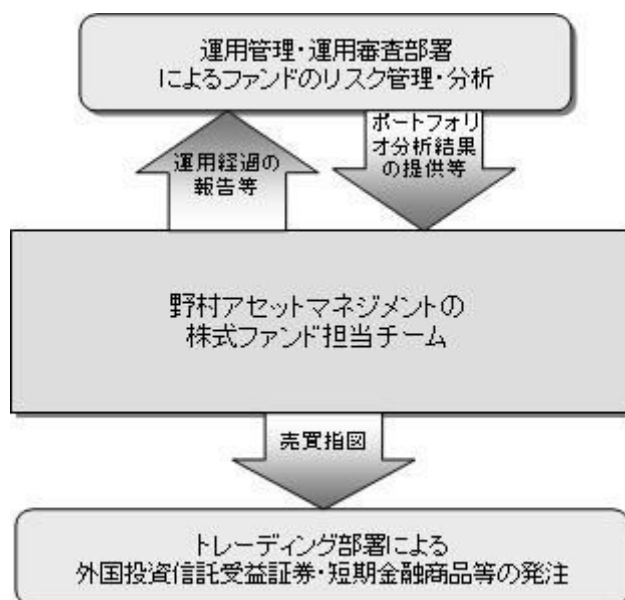 運用管理・運用審査部署
によるファンドのリスク管理・分析
運用経過の
報告等
ポートフォリ
オ分析結果
の提供等
野村アセットマネジメントの
株式ファンド担当チーム
売買指図
トレーディング部署による
外国投資信託受益証券・短期金融商品等の発注